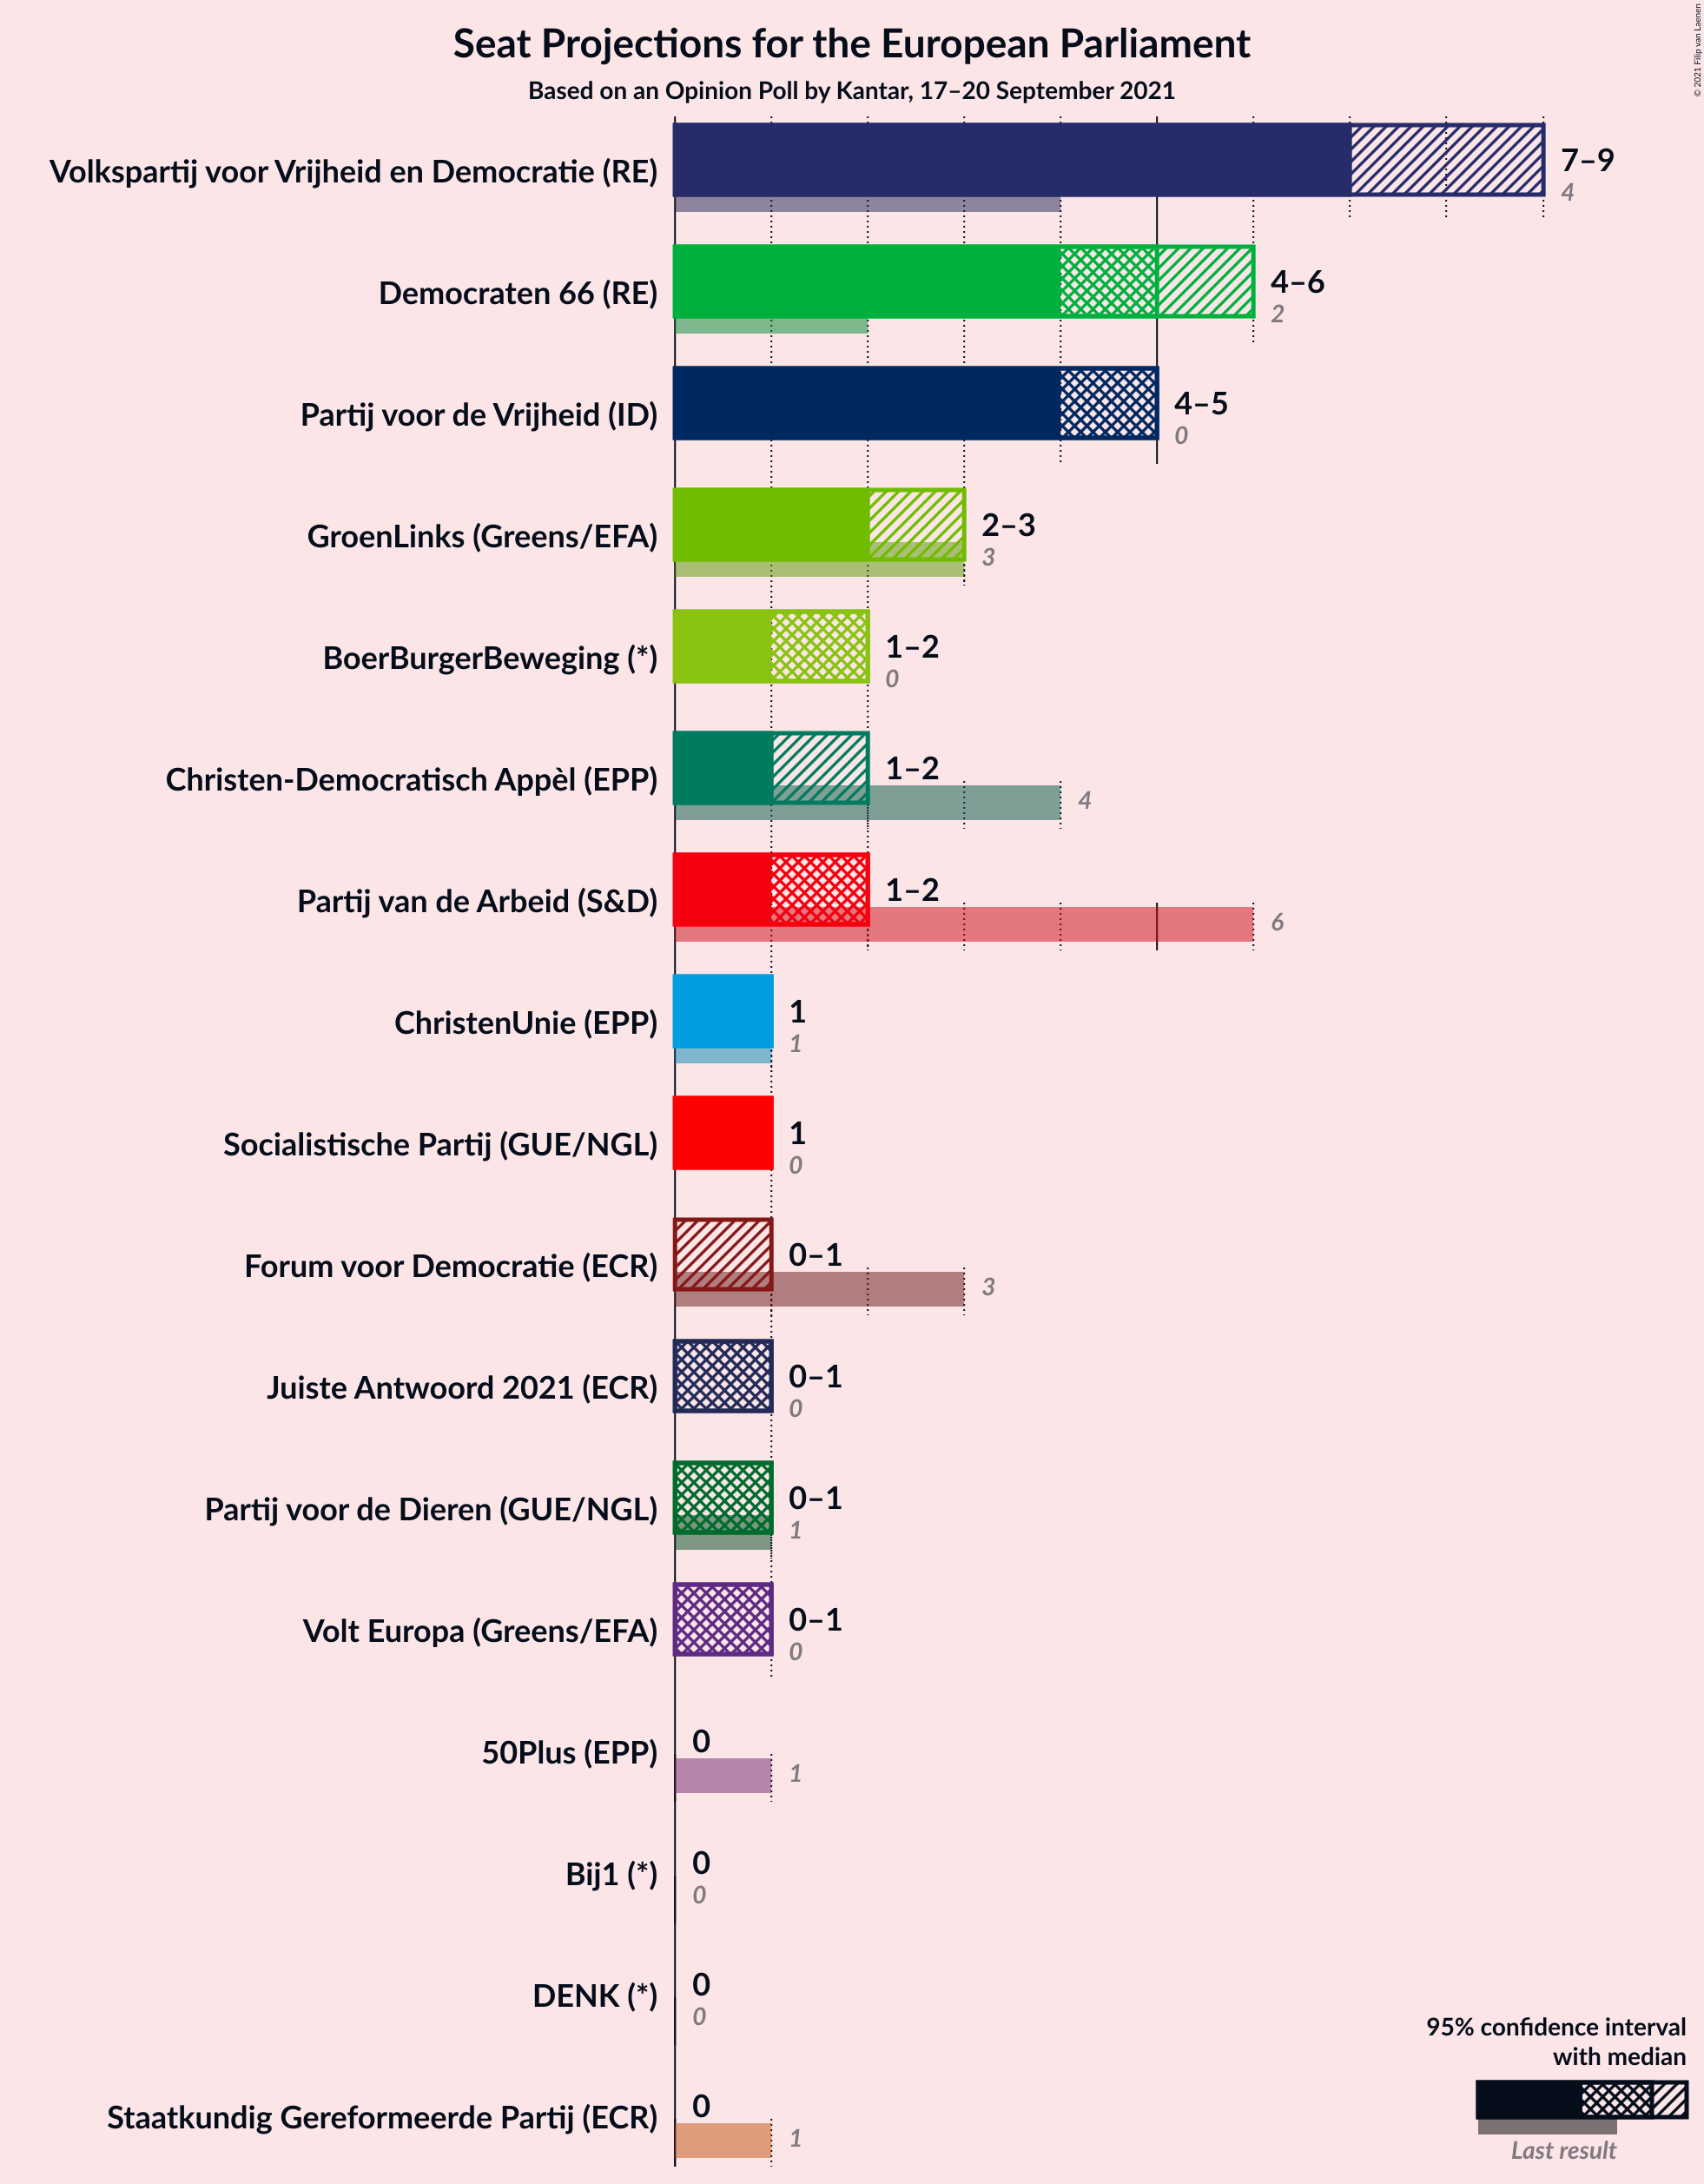 Seat Projections for the European Parliament
Based on an Opinion Poll by Kantar, 17–20 September 2021
© 2021 Filip van Laenen
Volkspartij voor Vrijheid en Democratie (RE)
7–9
4
Democraten 66 (RE)
4–6
2
Partij voor de Vrijheid (ID)
4–5
0
GroenLinks (Greens/EFA)
2–3
3
BoerBurgerBeweging (*)
1–2
0
Christen-Democratisch Appèl (EPP)
1–2
4
Partij van de Arbeid (S&D)
1–2
6
ChristenUnie (EPP)
1
1
Socialistische Partij (GUE/NGL)
1
0
Forum voor Democratie (ECR)
0–1
3
Juiste Antwoord 2021 (ECR)
0–1
0
Partij voor de Dieren (GUE/NGL)
0–1
1
Volt Europa (Greens/EFA)
0–1
0
50Plus (EPP)
0
1
Bij1 (*)
0
0
DENK (*)
0
0
Staatkundig Gereformeerde Partij (ECR)
0
1
95% confidence interval
with median
Last result